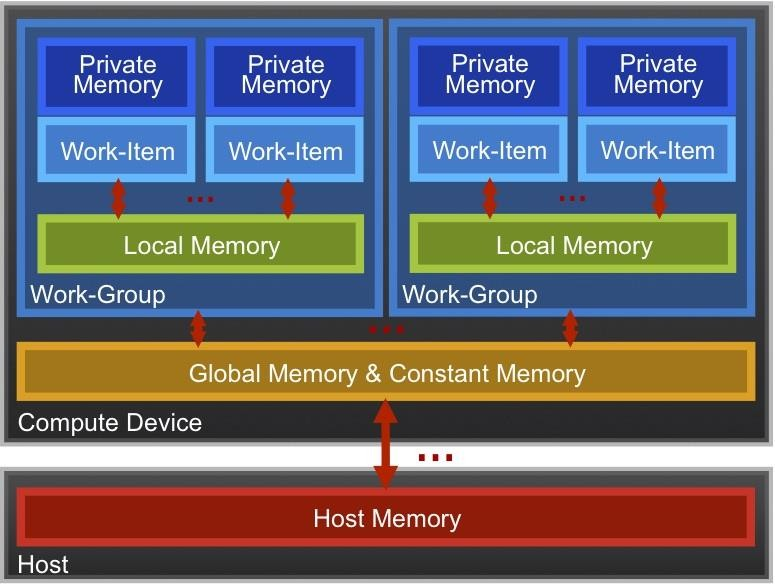 Private
Memory
Private
Memory
Private
Memory
Private
Memory
Work-Item
Work-Item
Work-Item
Work-Item
...
...
Local Memory
Local Memory
Work-Group
Work-Group
...
Global Memory & Constant Memory
Compute Device
...
Host Memory
Host